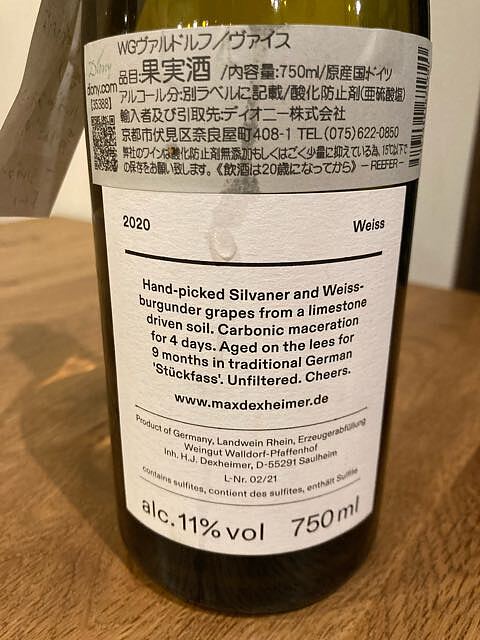 WGヴァルドルフ／ヴァイス
Diony
diony.com
[35388]
品目:果実酒 /内容量:750ml/原産国ドイツ
アルコール分:別ラベルに記載/酸化防止剤(亜硫酸塩)
輸入者及び引取先:ディオニー株式会社
京都市伏見区奈良屋町408-1 TEL(075)622-0850
弊社のワインは酸化防止剤無添加もしくはごく少量に抑えている為、15℃以下で
の保存をお願い致します。《飲酒は20歳になってから》 ー REEFER ー
2020 Weiss
Hand-picked Silvaner and Weiss-
burgunder grapes from a limestone
driven soil. Carbonic maceration
for 4 days. Aged on the lees for
9 months in traditional German
'Stückfass'. Unfiltered. Cheers.
www.maxdexheimer.de
Product of Germany, Landwein Rhein, Erzeugerabfüllung
Weingut Walldorf-Pfaffenhof
Inh. H.J. Dexheimer, D-55291 Saulheim
L-Nr. 02/21
contains sulfites, contient des sulfites, enthält Sulfite
alc. 11% vol 750 ml